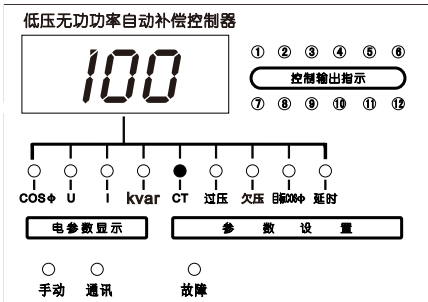 低压无功功率自动补偿控制器
100
① ② ③ ④ ⑤ ⑥
控制输出指示
⑦ ⑧ ⑨ ⑩ ⑪ ⑫
COSΦ U I kvar CT 过压 欠压 目标COSΦ 延时
电参数显示 参数设置
手动 通讯 故障